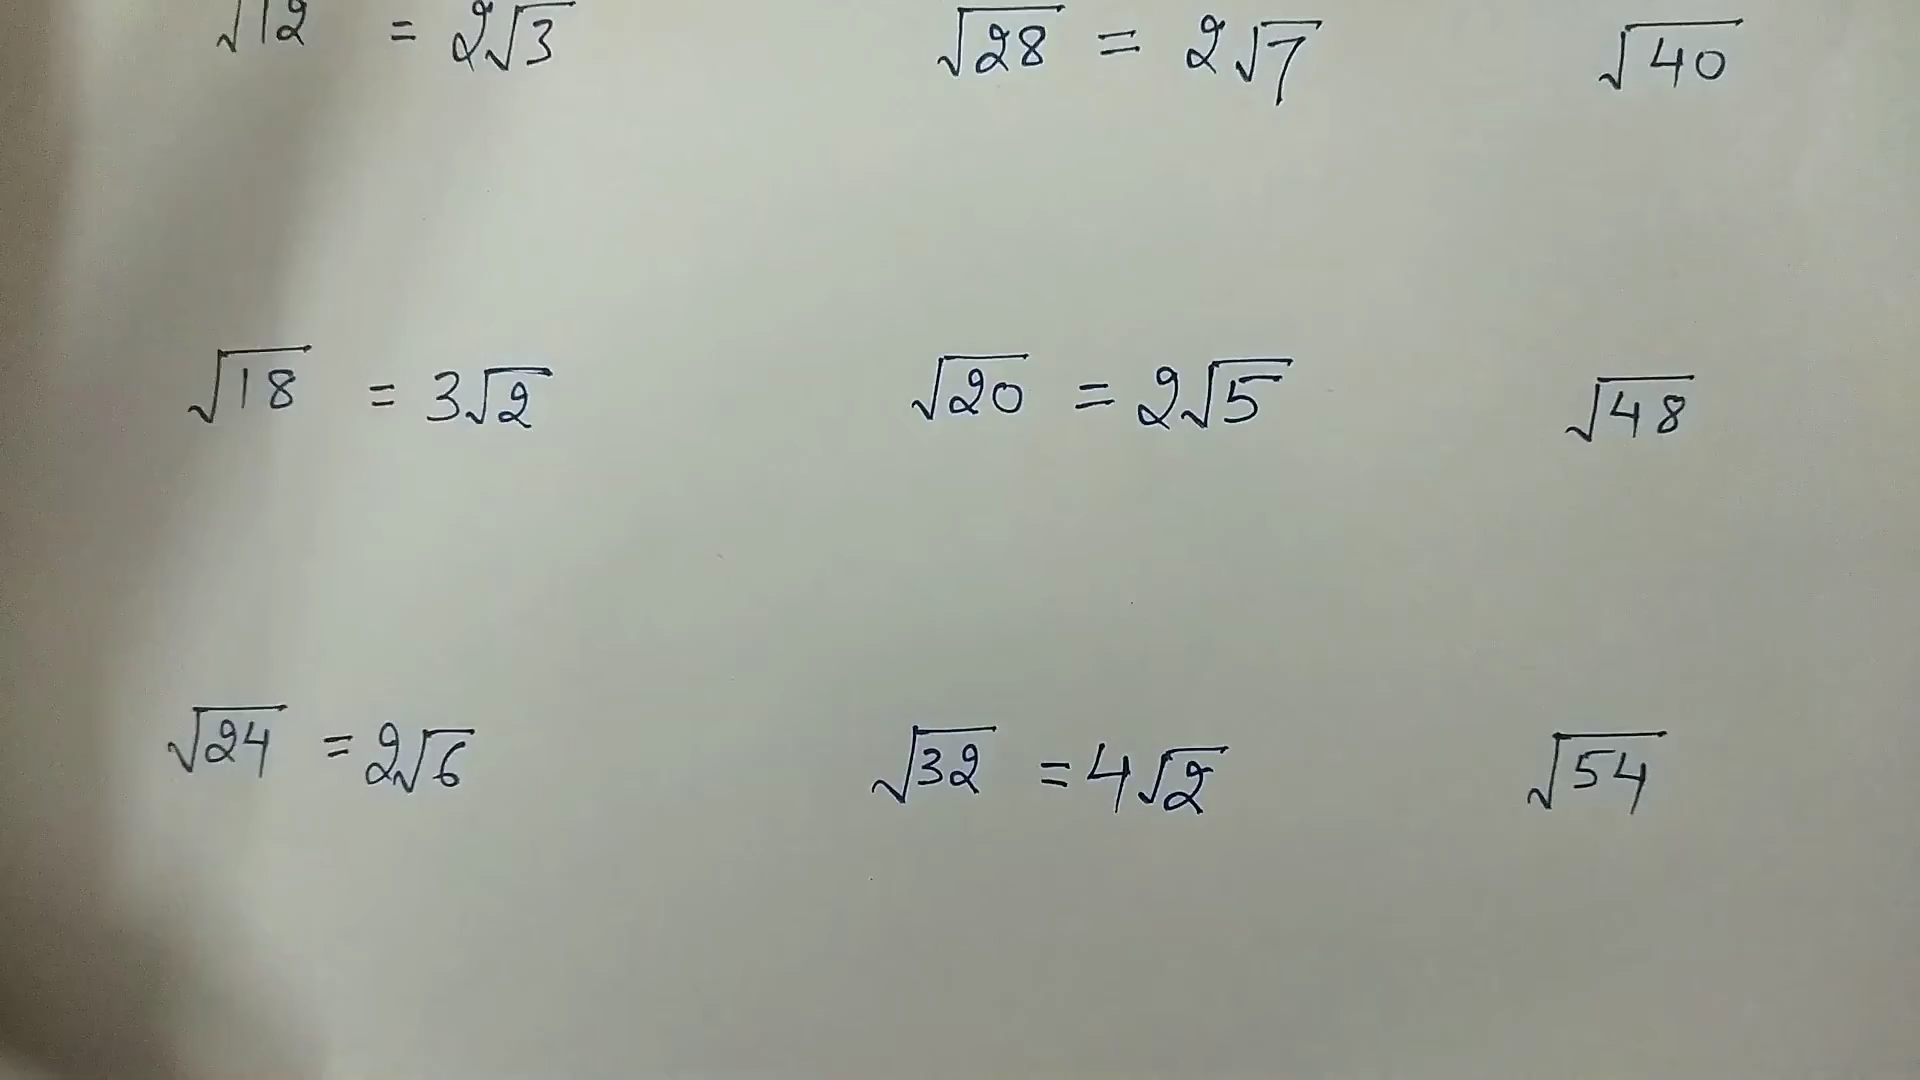 √12 = 2√3 √28 = 2√7 √40
√18 = 3√2 √20 = 2√5 √48
√24 = 2√6 √32 = 4√2 √54